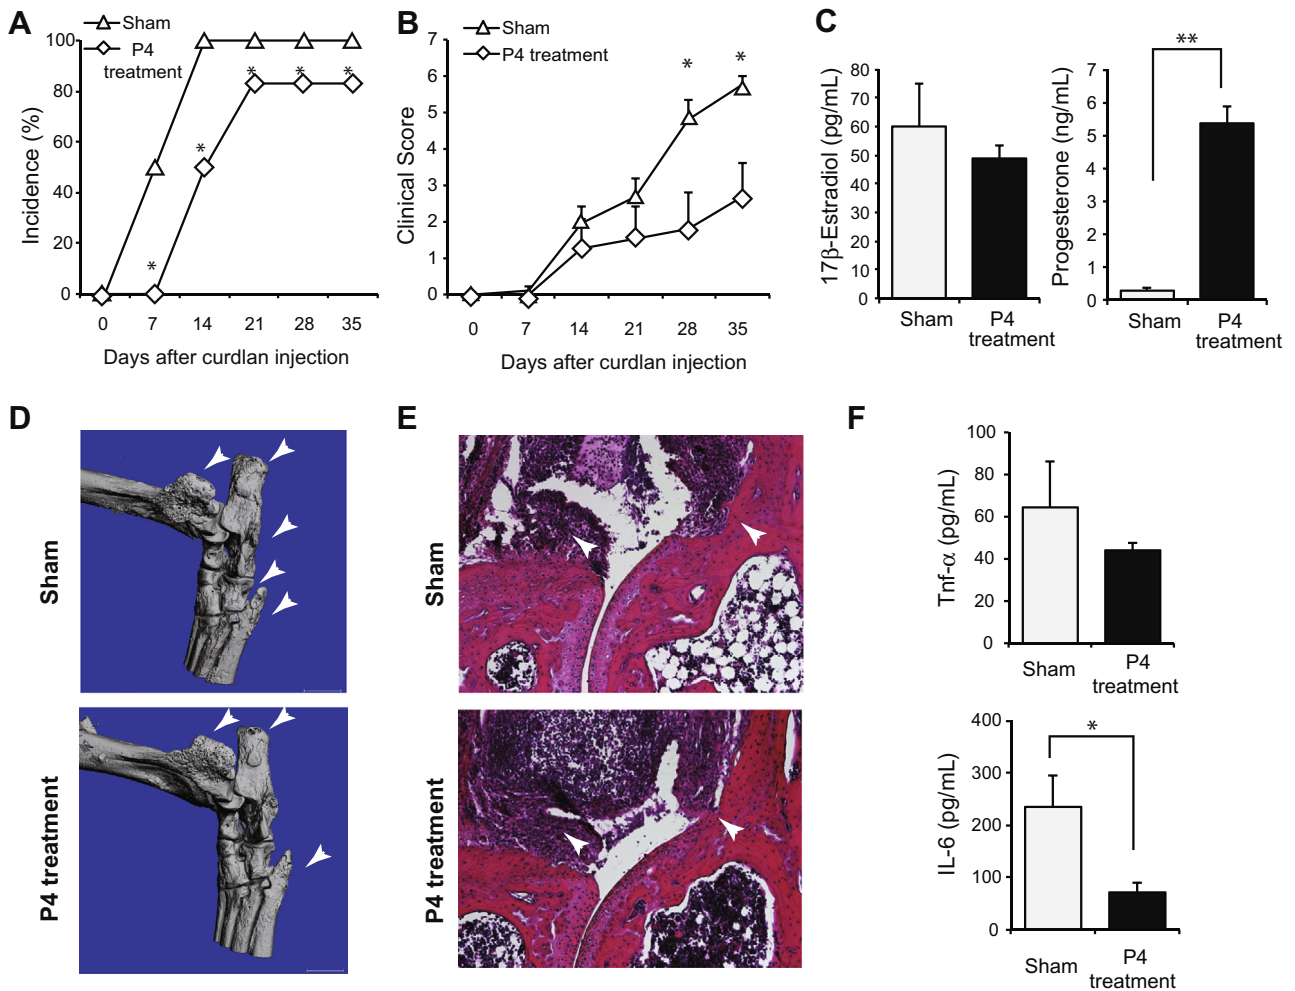 A
Sham
P4
treatment
Incidence (%)
100
80
60
40
20
0
*
*
*
*
*
0 7 14 21 28 35
Days after curdlan injection
B
Sham
P4 treatment
Clinical Score
7
6
5
4
3
2
1
0
*
*
0 7 14 21 28 35
Days after curdlan injection
C
17β-Estradiol (pg/mL)
80
70
60
50
40
30
20
10
0
Sham
P4
treatment
Progesterone (ng/mL)
7
6
5
4
3
2
1
0
**
Sham
P4
treatment
D
Sham
P4 treatment
E
Sham
P4 treatment
F
Tnf-α (pg/mL)
100
80
60
40
20
0
Sham
P4
treatment
IL-6 (pg/mL)
400
300
200
100
0
*
Sham
P4
treatment